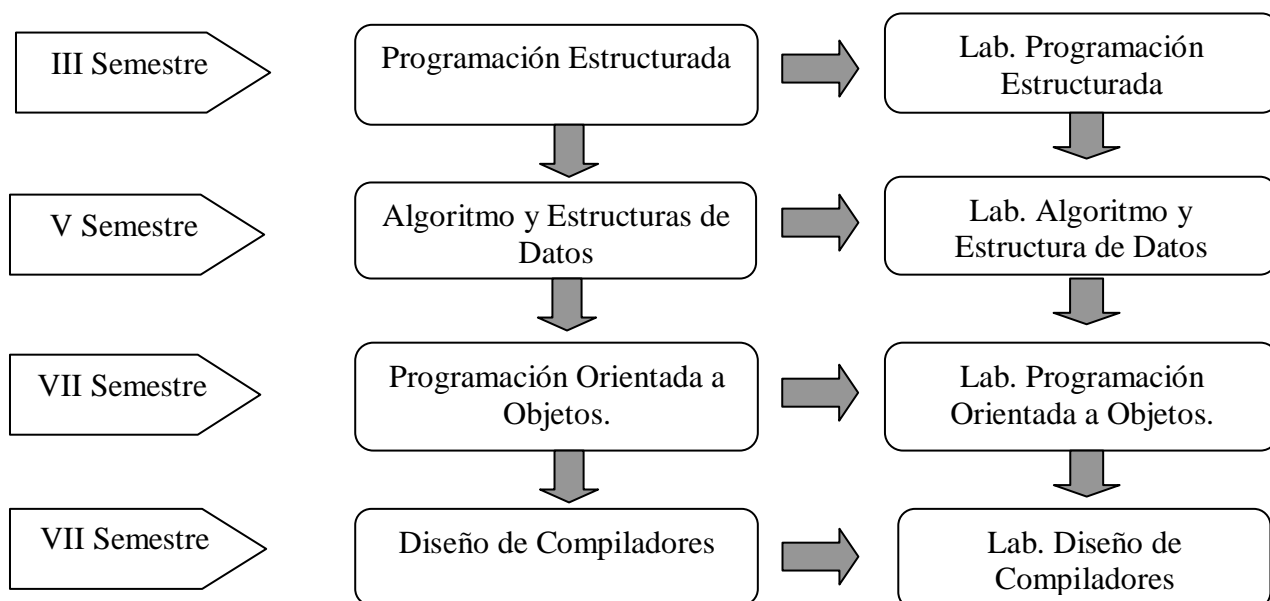 III Semestre
Programación Estructurada
Lab. Programación
Estructurada
V Semestre
Algoritmo y Estructuras de
Datos
Lab. Algoritmo y
Estructura de Datos
VII Semestre
Programación Orientada a
Objetos.
Lab. Programación
Orientada a Objetos.
VII Semestre
Diseño de Compiladores
Lab. Diseño de
Compiladores